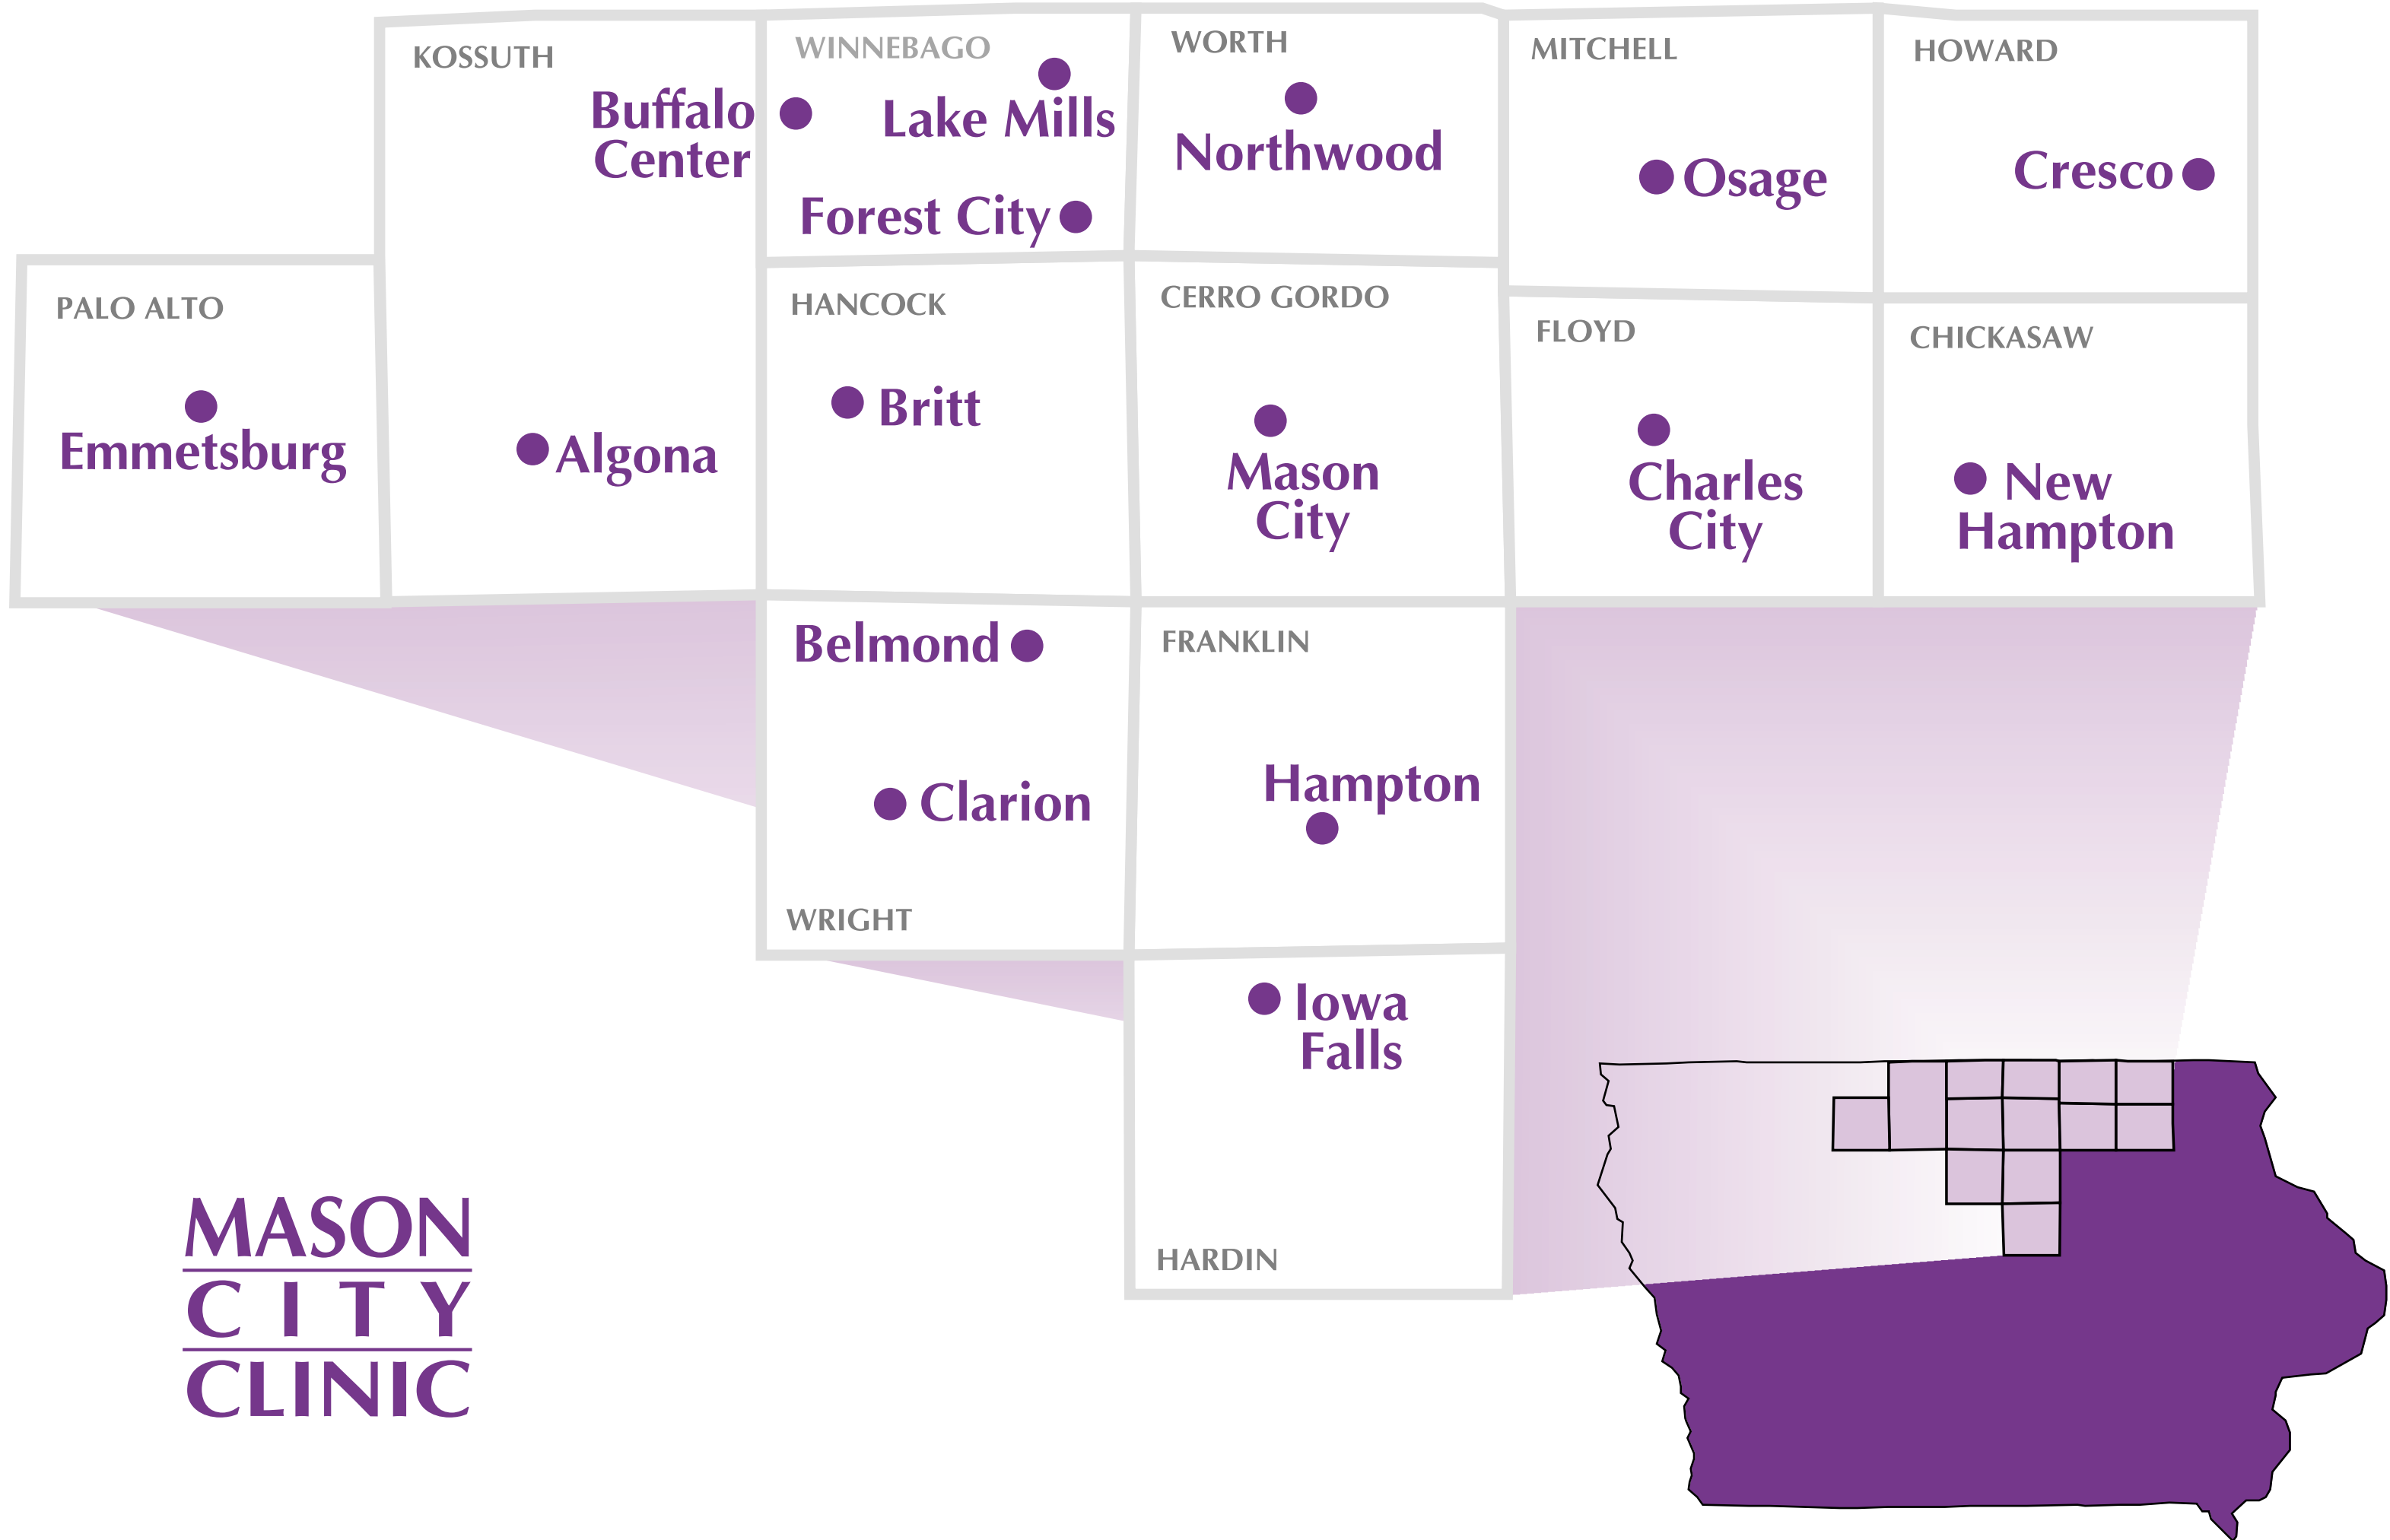 KOSSUTH
WINNEBAGO
WORTH
MITCHELL
HOWARD
Buffalo
Center
Lake Mills
Northwood
Osage
Cresco
Forest City
PALO ALTO
HANCOCK
CERRO GORDO
FLOYD
CHICKASAW
Emmetsburg
Algona
Britt
Mason
City
Charles
City
New
Hampton
Belmond
FRANKLIN
Clarion
Hampton
WRIGHT
Iowa
Falls
HARDIN
MASON
CITY
CLINIC